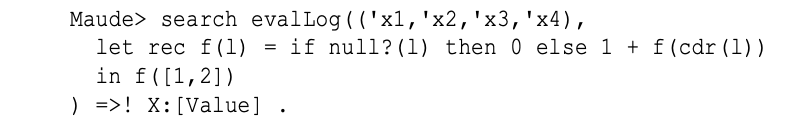 Maude> search evalLog(('x1,'x2,'x3,'x4),
let rec f(l) = if null?(l) then 0 else 1 + f(cdr(l))
in f([1,2])
) =>! X:[Value] .